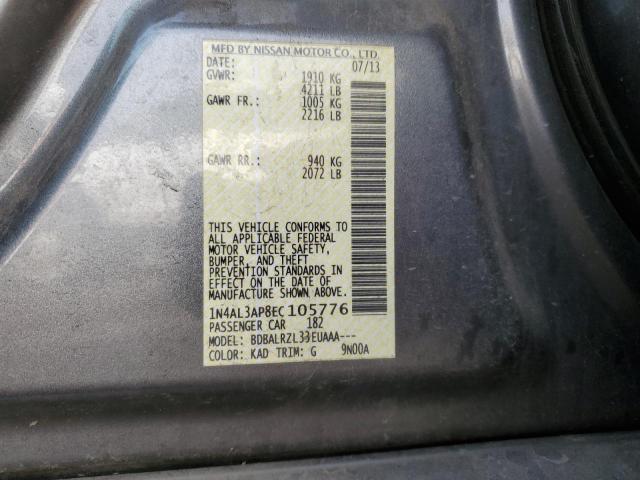 MFD BY NISSAN MOTOR CO., LTD.
DATE: 07/13
GVWR: 1910 KG
4211 LB
GAWR FR.: 1005 KG
2216 LB
GAWR RR.: 940 KG
2072 LB
THIS VEHICLE CONFORMS TO
ALL APPLICABLE FEDERAL
MOTOR VEHICLE SAFETY,
BUMPER, AND THEFT
PREVENTION STANDARDS IN
EFFECT ON THE DATE OF
MANUFACTURE SHOWN ABOVE.
1N4AL3AP8EC105776
PASSENGER CAR 182
MODEL: BDBALRZL33EUAAA---
COLOR: KAD TRIM: G 9N00A